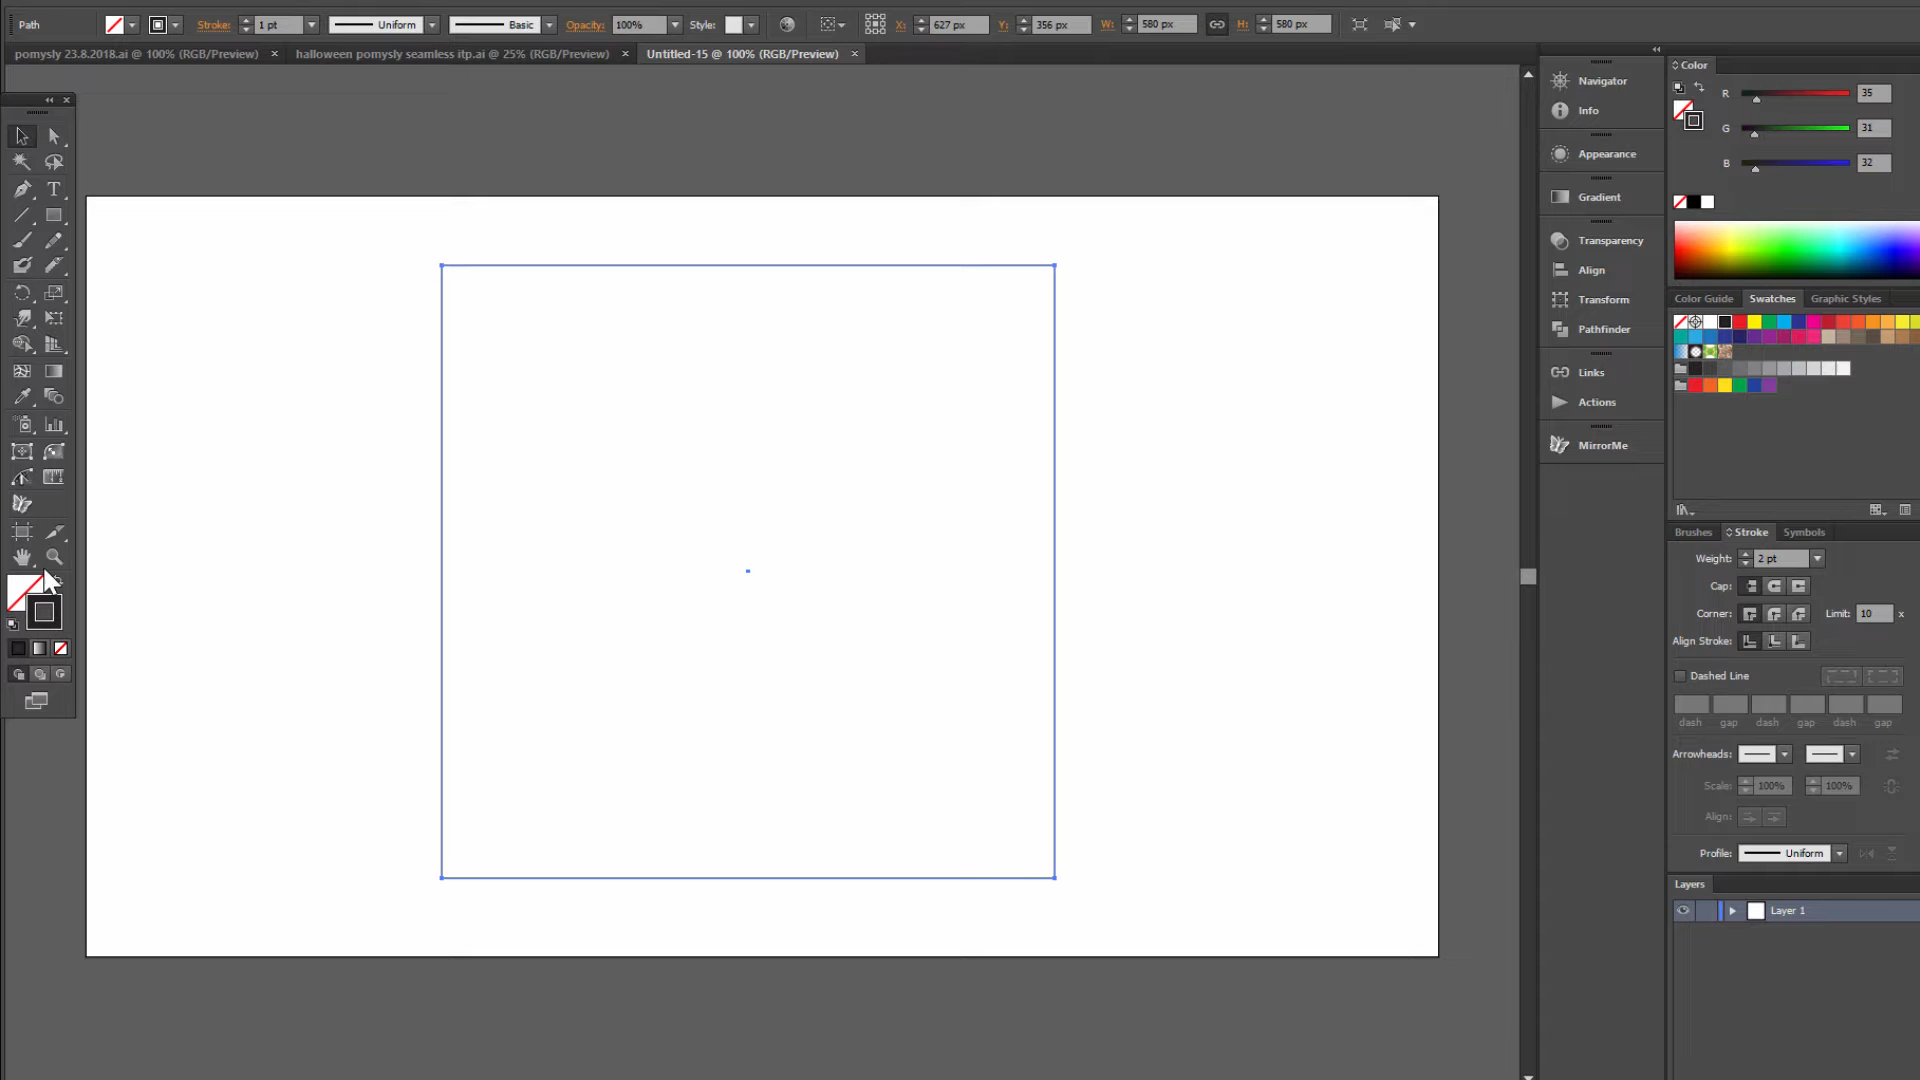 Path Stroke: 1 pt Uniform Basic Opacity: 100% Style: X: 627 px Y: 356 px W: 580 px H: 580 px
pomysly 23.8.2018.ai @ 100% (RGB/Preview) × halloween pomysly seamless itp.ai @ 25% (RGB/Preview) × Untitled-15 @ 100% (RGB/Preview) ×
Navigator
Info
Appearance
Gradient
Transparency
Align
Transform
Pathfinder
Links
Actions
MirrorMe
Color
R 35
G 31
B 32
Color Guide Swatches Graphic Styles
Brushes Stroke Symbols
Weight: 2 pt
Cap:
Corner: Limit: 10 x
Align Stroke:
Dashed Line
dash gap dash gap dash gap
Arrowheads:
Scale: 100% 100%
Align:
Profile: Uniform
Layers
Layer 1
T